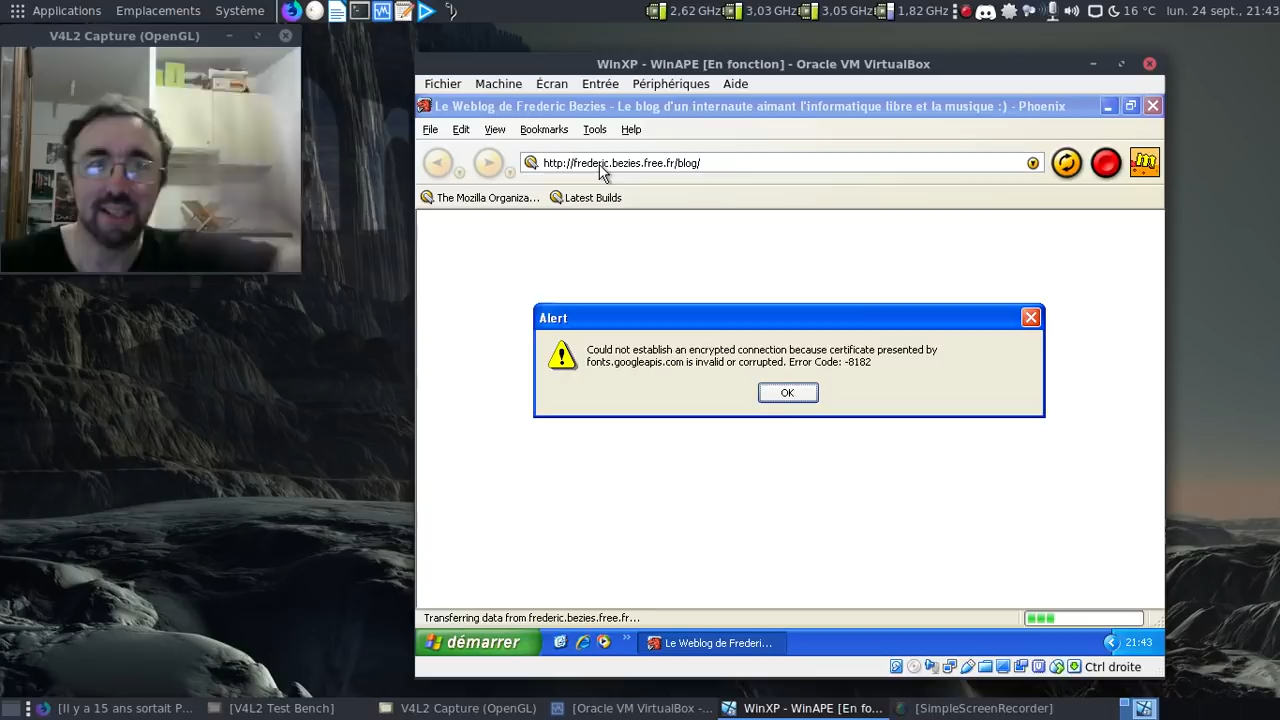 Applications Emplacements Système 2,62 GHz 3,03 GHz 3,05 GHz 1,82 GHz 16 °C lun. 24 sept., 21:43
V4L2 Capture (OpenGL)
WinXP - WinAPE [En fonction] - Oracle VM VirtualBox
Fichier Machine Écran Entrée Périphériques Aide
Le Weblog de Frederic Bezies - Le blog d'un internaute aimant l'informatique libre et la musique :) - Phoenix
File Edit View Bookmarks Tools Help
http://frederic.bezies.free.fr/blog/
The Mozilla Organiza... Latest Builds
Alert
Could not establish an encrypted connection because certificate presented by
fonts.googleapis.com is invalid or corrupted. Error Code: -8182
OK
Transferring data from frederic.bezies.free.fr...
démarrer Le Weblog de Frederi... 21:43
Ctrl droite
[Il y a 15 ans sortait P... [V4L2 Test Bench] V4L2 Capture (OpenGL) [Oracle VM VirtualBox -... WinXP - WinAPE [En fo... [SimpleScreenRecorder]